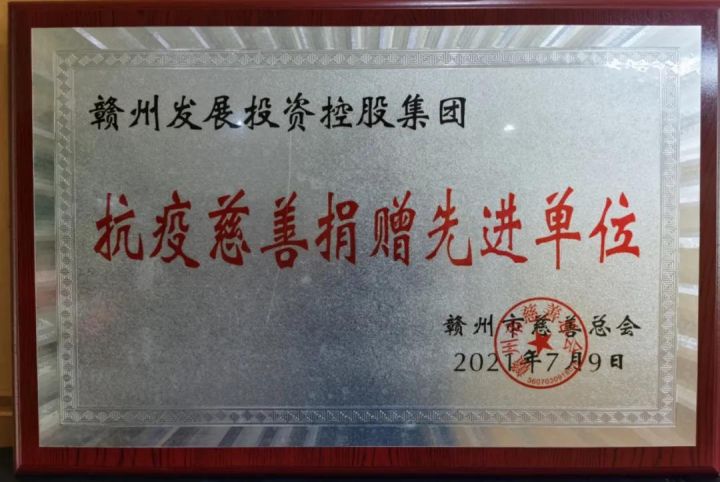 赣州发展投资控股集团
抗疫慈善捐赠先进单位
赣州市慈善总会
2021年7月9日